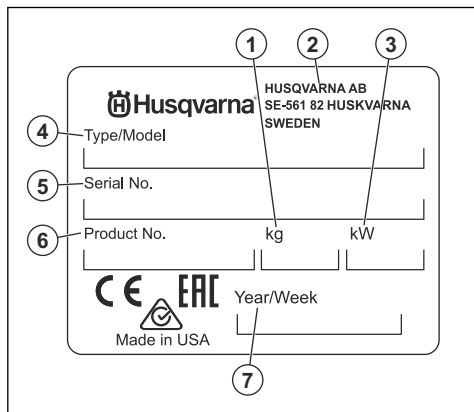 1 2 3
Husqvarna
HUSQVARNA AB
SE-561 82 HUSKVARNA
SWEDEN
4 Type/Model
5 Serial No.
6 Product No. kg kW
CE EAC
Year/Week
Made in USA
7